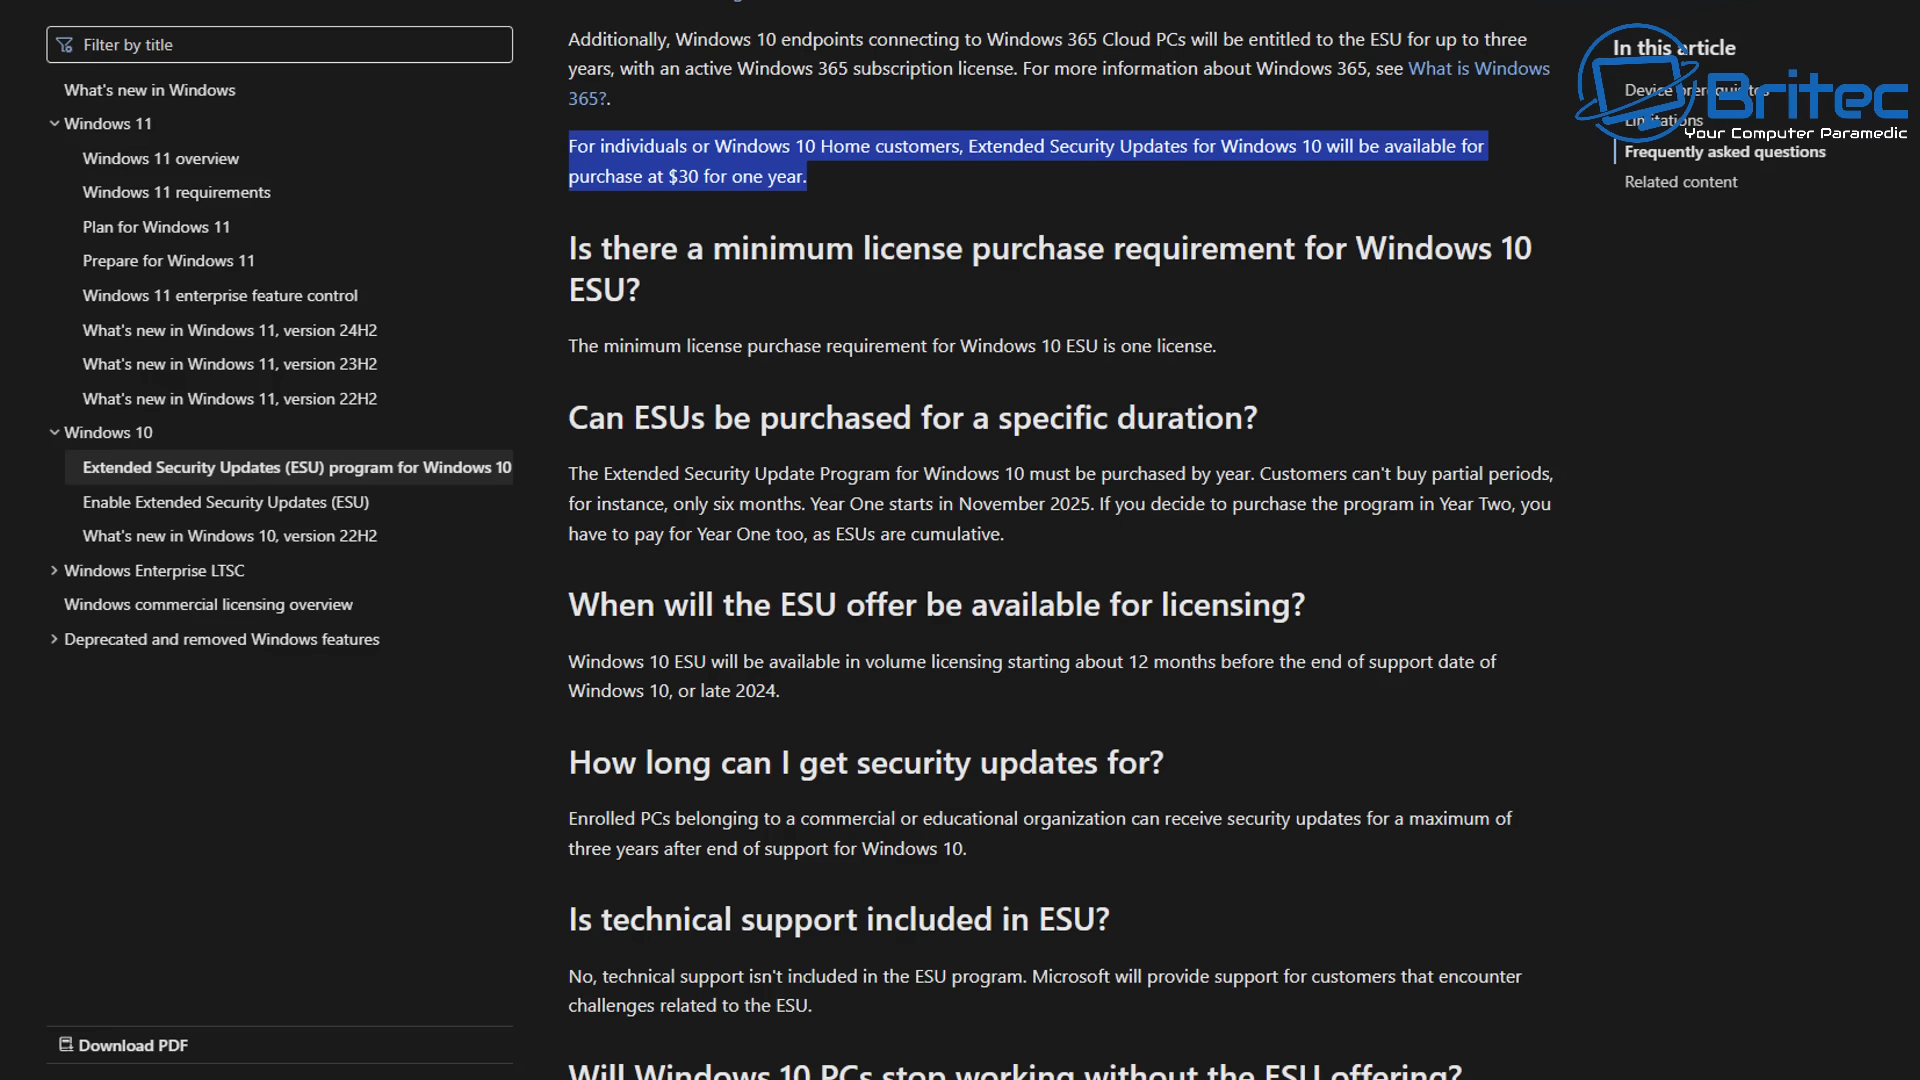 Filter by title
What's new in Windows
Windows 11
Windows 11 overview
Windows 11 requirements
Plan for Windows 11
Prepare for Windows 11
Windows 11 enterprise feature control
What's new in Windows 11, version 24H2
What's new in Windows 11, version 23H2
What's new in Windows 11, version 22H2
Windows 10
Extended Security Updates (ESU) program for Windows 10
Enable Extended Security Updates (ESU)
What's new in Windows 10, version 22H2
Windows Enterprise LTSC
Windows commercial licensing overview
Deprecated and removed Windows features
Download PDF
Additionally, Windows 10 endpoints connecting to Windows 365 Cloud PCs will be entitled to the ESU for up to three
years, with an active Windows 365 subscription license. For more information about Windows 365, see What is Windows
365?.
For individuals or Windows 10 Home customers, Extended Security Updates for Windows 10 will be available for
purchase at $30 for one year.
Is there a minimum license purchase requirement for Windows 10
ESU?
The minimum license purchase requirement for Windows 10 ESU is one license.
Can ESUs be purchased for a specific duration?
The Extended Security Update Program for Windows 10 must be purchased by year. Customers can't buy partial periods,
for instance, only six months. Year One starts in November 2025. If you decide to purchase the program in Year Two, you
have to pay for Year One too, as ESUs are cumulative.
When will the ESU offer be available for licensing?
Windows 10 ESU will be available in volume licensing starting about 12 months before the end of support date of
Windows 10, or late 2024.
How long can I get security updates for?
Enrolled PCs belonging to a commercial or educational organization can receive security updates for a maximum of
three years after end of support for Windows 10.
Is technical support included in ESU?
No, technical support isn't included in the ESU program. Microsoft will provide support for customers that encounter
challenges related to the ESU.
Will Windows 10 PCs stop working without the ESU offering?
In this article
Device prerequisites
Limitations
Frequently asked questions
Related content
Britec
Your Computer Paramedic